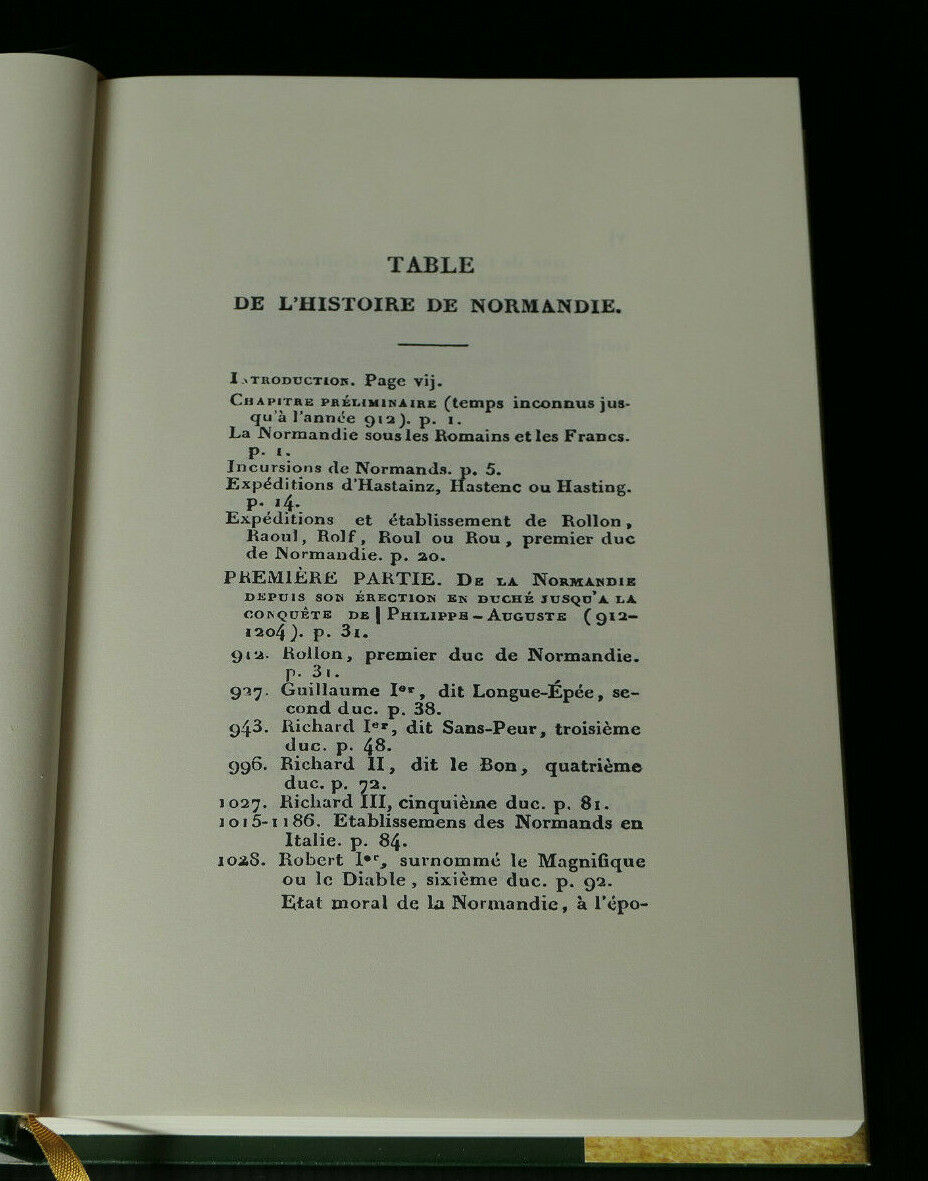 TABLE
DE L'HISTOIRE DE NORMANDIE.
INTRODUCTION. Page vij.
CHAPITRE PRÉLIMINAIRE (temps inconnus jus-
qu'à l'année 912). p. 1.
La Normandie sous les Romains et les Francs.
p. 1.
Incursions de Normands. p. 5.
Expéditions d'Hastainz, Hastenc ou Hasting.
p. 14.
Expéditions et établissement de Rollon,
Raoul, Rolf, Roul ou Rou, premier duc
de Normandie. p. 20.
PREMIÈRE PARTIE. DE LA NORMANDIE
DEPUIS SON ÉRECTION EN DUCHÉ JUSQU'A LA
CONQUÊTE DE PHILIPPE-AUGUSTE (912-
1204). p. 31.
912. Rollon, premier duc de Normandie.
p. 31.
927. Guillaume Ier, dit Longue-Épée, se-
cond duc. p. 38.
943. Richard Ier, dit Sans-Peur, troisième
duc. p. 48.
996. Richard II, dit le Bon, quatrième
duc. p. 72.
1027. Richard III, cinquième duc. p. 81.
1015-1186. Etablissemens des Normands en
Italie. p. 84.
1028. Robert Ier, surnommé le Magnifique
ou le Diable, sixième duc. p. 92.
Etat moral de la Normandie, à l'épo-